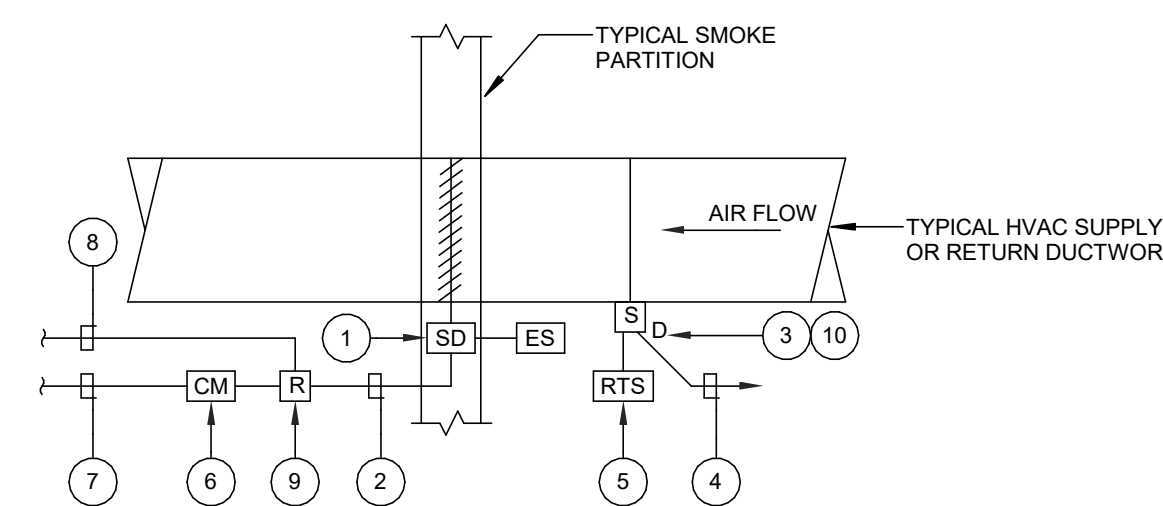 TYPICAL SMOKE
PARTITION
AIR FLOW
TYPICAL HVAC SUPPLY
OR RETURN DUCTWOR
8
1
SD
ES
S
D
3
10
CM
R
RTS
7
6
9
2
5
4